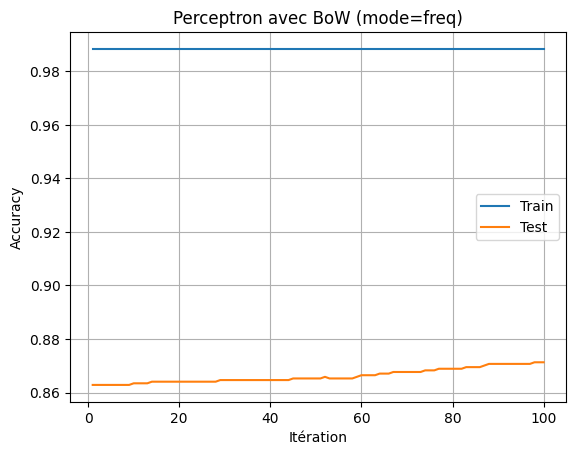 Perceptron avec BoW (mode=freq)
0.98
0.96
0.94
0.92
0.90
0.88
0.86
Accuracy
Train
Test
0
20
40
60
80
100
Itération